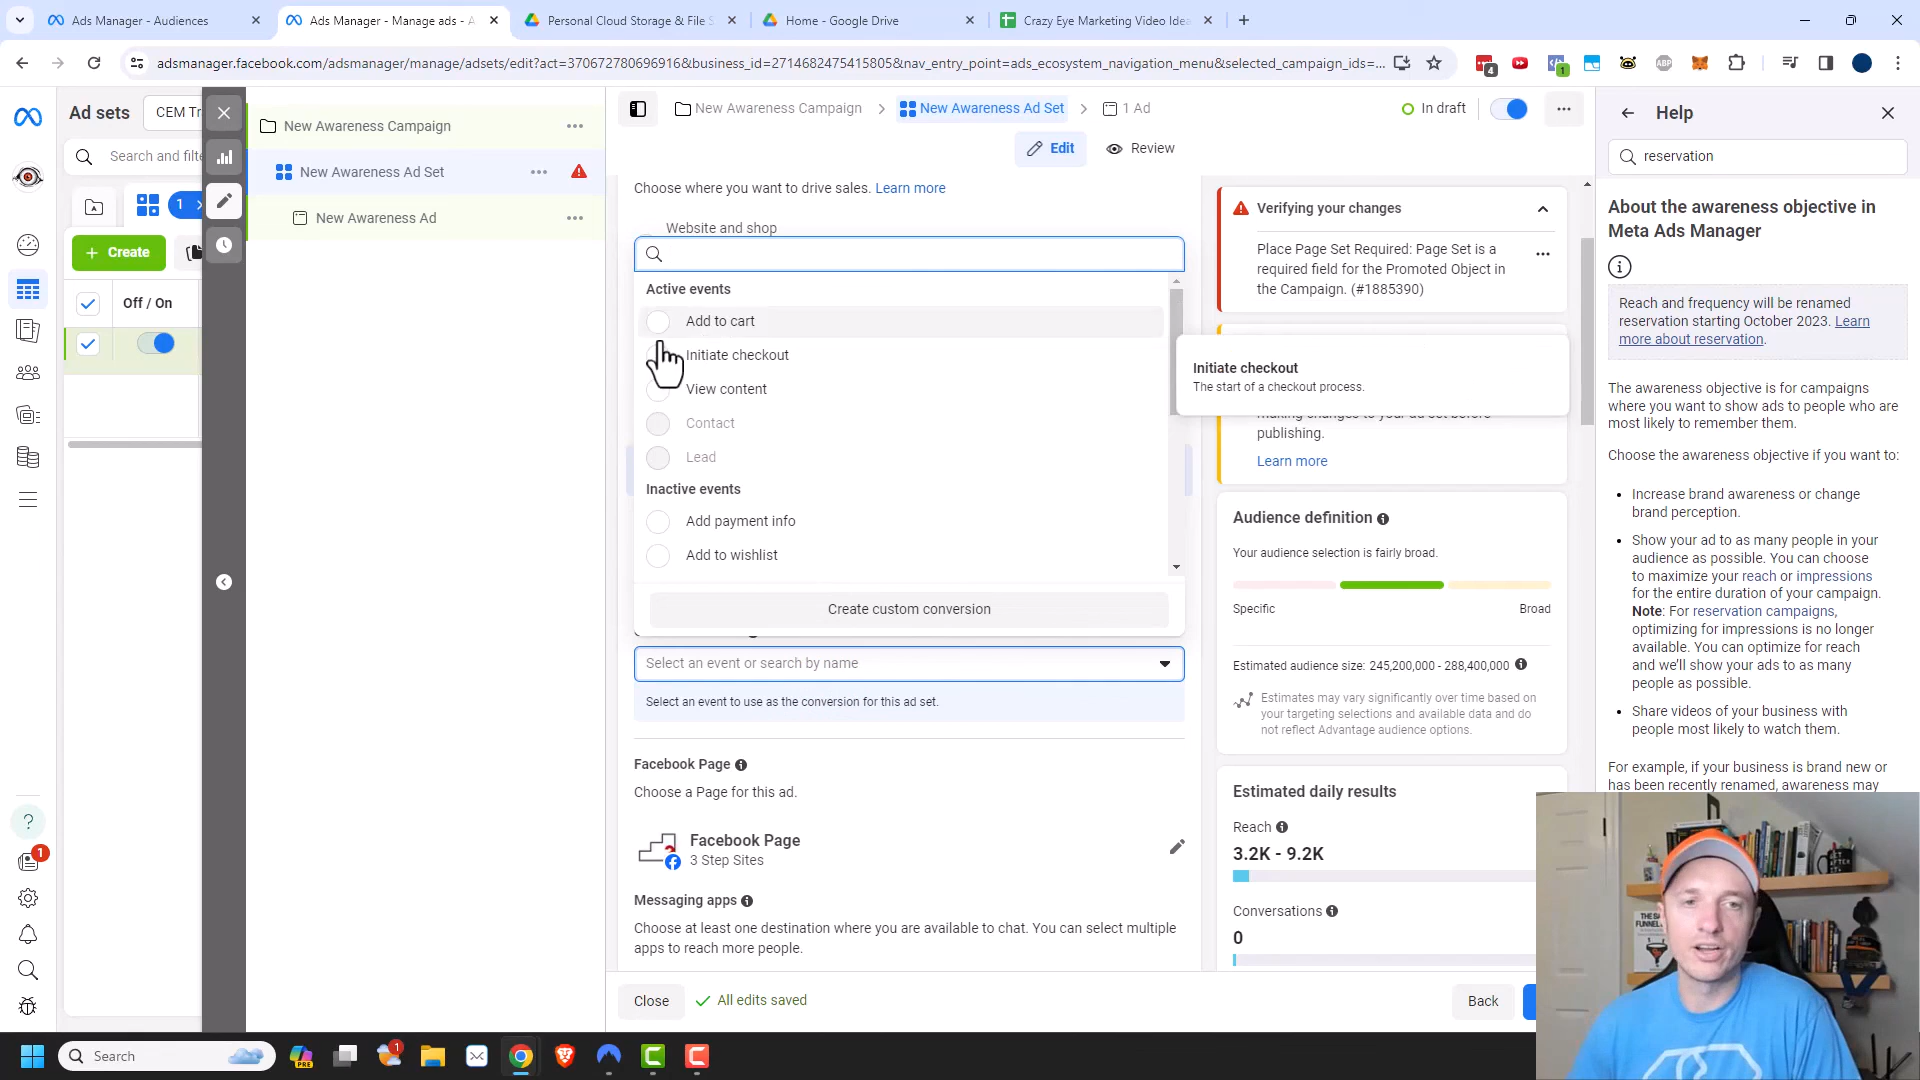 Ads Manager - Audiences
Ads Manager - Manage ads - A
Personal Cloud Storage & File S
Home - Google Drive
Crazy Eye Marketing Video Idea
adsmanager.facebook.com/adsmanager/manage/adsets/edit?act=370672780696916&business_id=2714682475415805&nav_entry_point=ads_ecosystem_navigation_menu&selected_campaign_ids=...
4
1
ABP
Ad sets
CEM Tr
Search and filte
1
+ Create
Off / On
New Awareness Campaign
New Awareness Ad Set
New Awareness Ad
New Awareness Campaign
New Awareness Ad Set
1 Ad
In draft
Edit
Review
Choose where you want to drive sales. Learn more
Website and shop
Active events
Add to cart
Initiate checkout
View content
Contact
Lead
Inactive events
Add payment info
Add to wishlist
Create custom conversion
Select an event or search by name
Select an event to use as the conversion for this ad set.
Facebook Page
Choose a Page for this ad.
Facebook Page
3 Step Sites
Messaging apps
Choose at least one destination where you are available to chat. You can select multiple
apps to reach more people.
Close
All edits saved
Back
Verifying your changes
Place Page Set Required: Page Set is a
required field for the Promoted Object in
the Campaign. (#1885390)
Initiate checkout
The start of a checkout process.
making changes to your ad set before
publishing.
Learn more
Audience definition
Your audience selection is fairly broad.
Specific
Broad
Estimated audience size: 245,200,000 - 288,400,000
Estimates may vary significantly over time based on
your targeting selections and available data and do
not reflect Advantage audience options.
Estimated daily results
Reach
3.2K - 9.2K
Conversations
0
Help
reservation
About the awareness objective in
Meta Ads Manager
Reach and frequency will be renamed
reservation starting October 2023. Learn
more about reservation.
The awareness objective is for campaigns
where you want to show ads to people who are
most likely to remember them.
Choose the awareness objective if you want to:
• Increase brand awareness or change
brand perception.
• Show your ad to as many people in your
audience as possible. You can choose
to maximize your reach or impressions
for the entire duration of your campaign.
Note: For reservation campaigns,
optimizing for impressions is no longer
available. You can optimize for reach
and we'll show your ads to as many
people as possible.
• Share videos of your business with
people most likely to watch them.
For example, if your business is brand new or
has been recently renamed, awareness may
1
Search
PRE
1